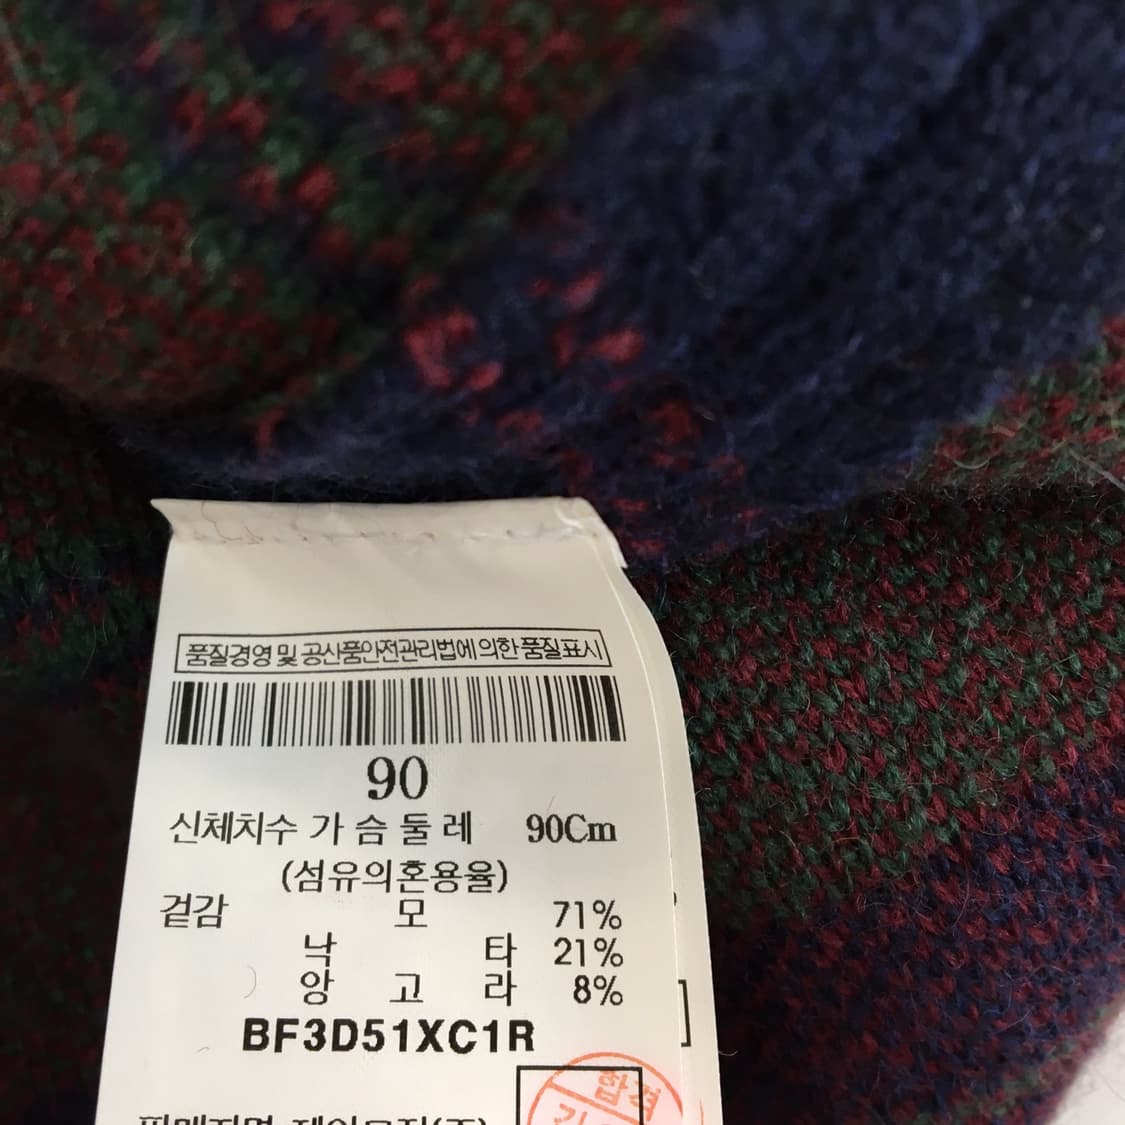 품질경영 및 공산품안전관리법에 의한 품질표시
90
신체치수 가 슴 둘 레 90Cm
(섬유의혼용율)
겉감 모 71%
낙 타 21%
앙 고 라 8%
BF3D51XC1R
합격